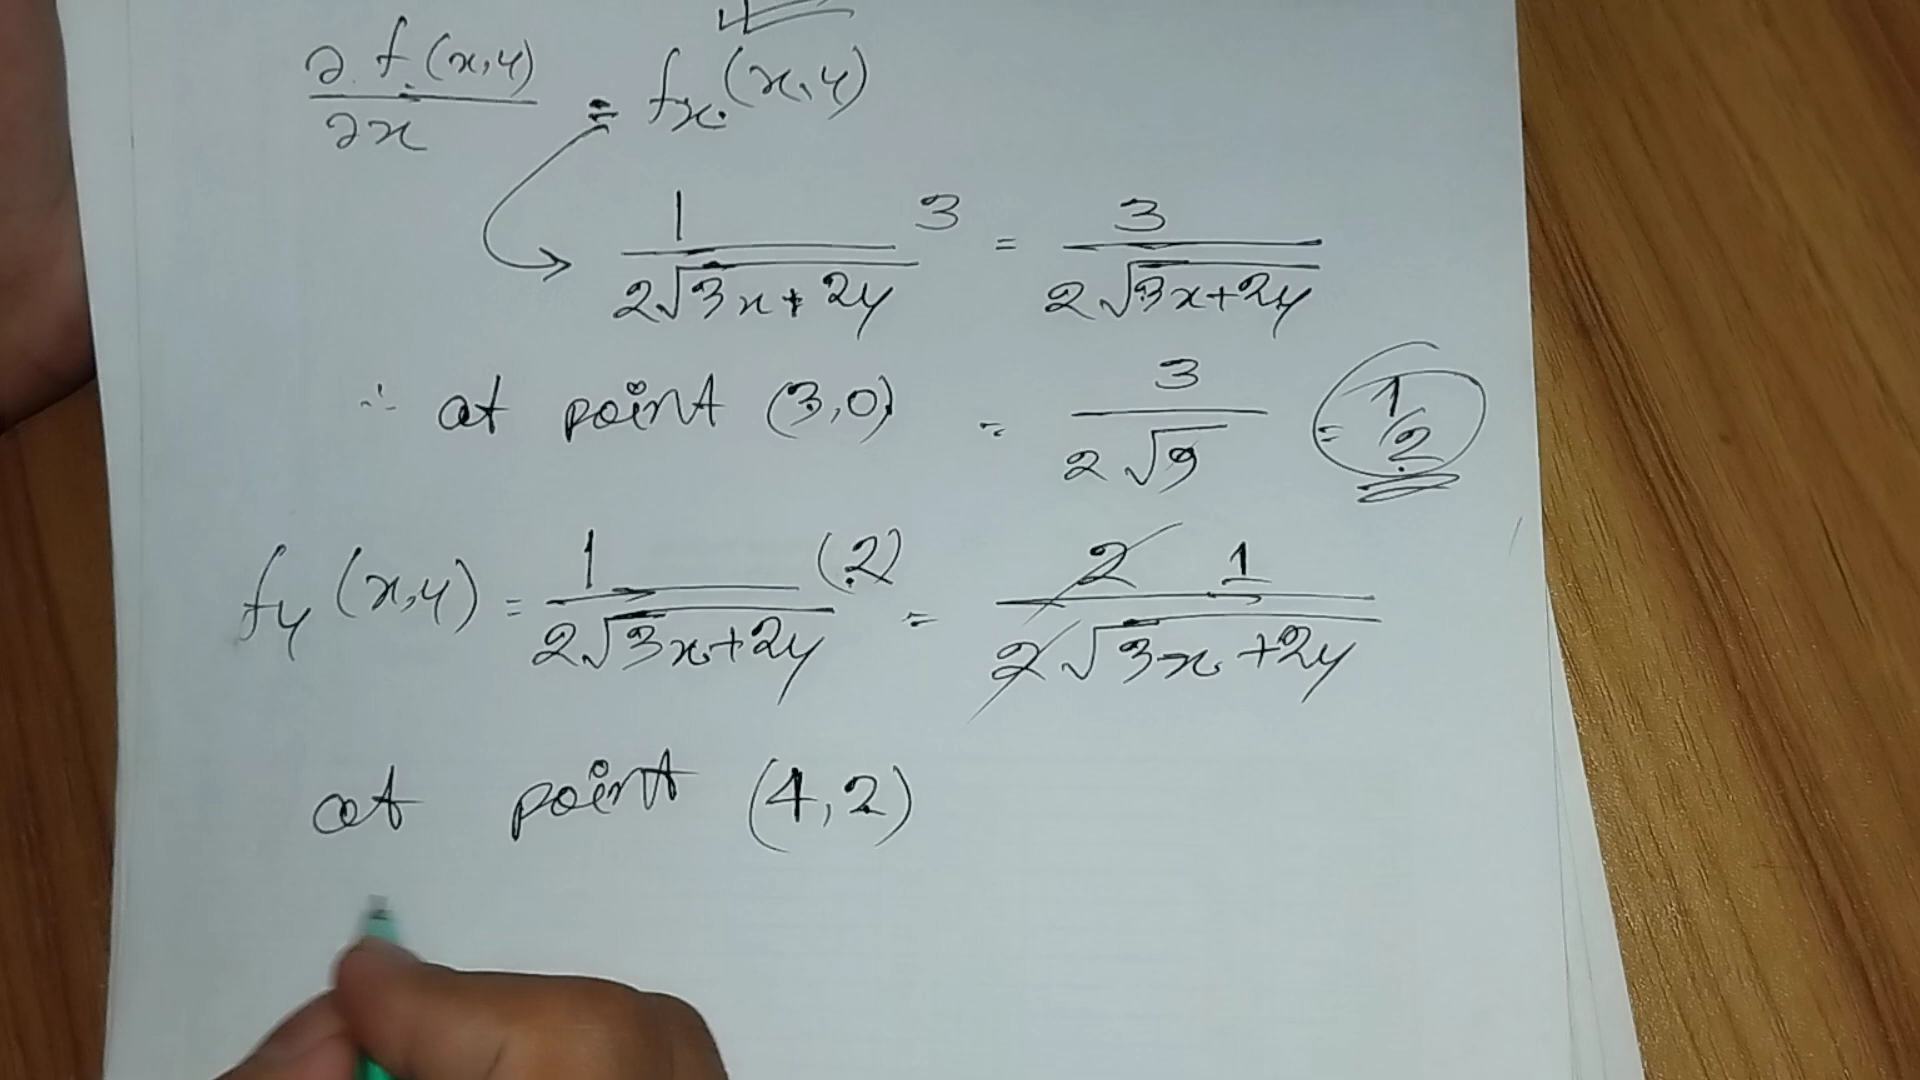 ∂ f(x,y) / ∂x = fx (x,y)
1 / 2√3x+2y 3 = 3 / 2√3x+2y
∴ at point (3,0) = 3 / 2√9 = 1/2
fy (x,y) = 1 / 2√3x+2y (2) = 2 1 / 2√3x+2y
at point (4,2)